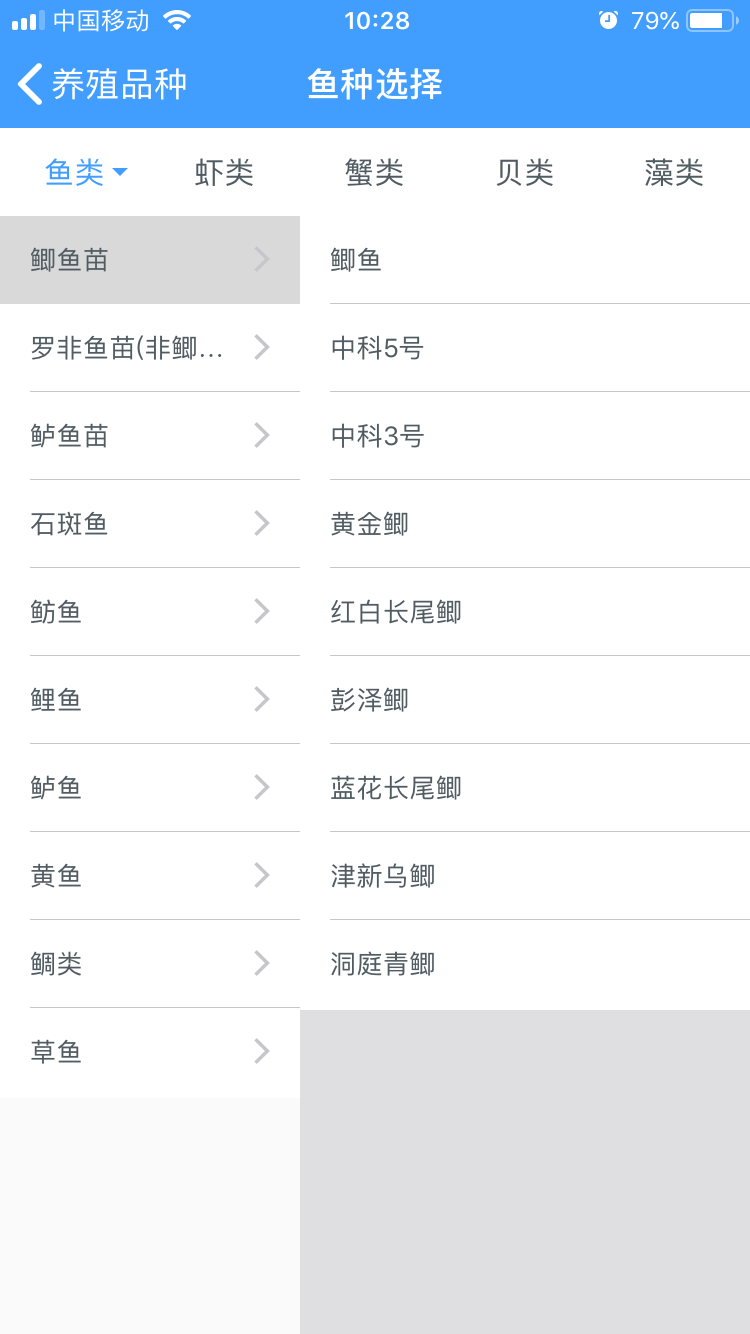 中国移动 10:28 79%
养殖品种 鱼种选择
鱼类 虾类 蟹类 贝类 藻类
鲫鱼苗
罗非鱼苗(非鲫...
鲈鱼苗
石斑鱼
鲂鱼
鲤鱼
鲈鱼
黄鱼
鲷类
草鱼
鲫鱼
中科5号
中科3号
黄金鲫
红白长尾鲫
彭泽鲫
蓝花长尾鲫
津新乌鲫
洞庭青鲫